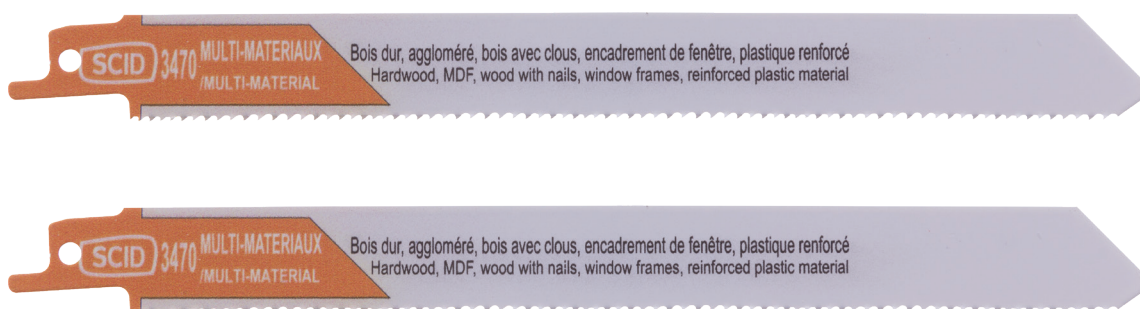 SCID 3470 MULTI-MATERIAUX
/MULTI-MATERIAL
Bois dur, aggloméré, bois avec clous, encadrement de fenêtre, plastique renforcé
Hardwood, MDF, wood with nails, window frames, reinforced plastic material
SCID 3470 MULTI-MATERIAUX
/MULTI-MATERIAL
Bois dur, aggloméré, bois avec clous, encadrement de fenêtre, plastique renforcé
Hardwood, MDF, wood with nails, window frames, reinforced plastic material